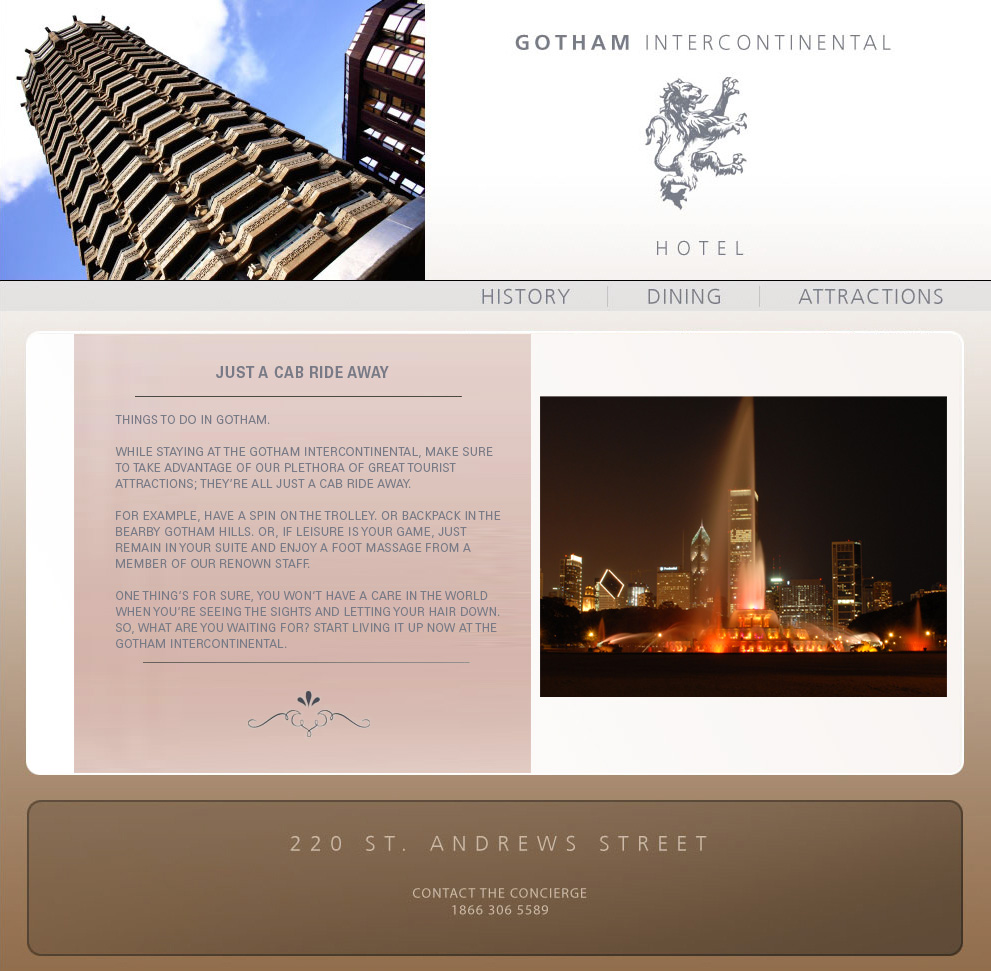 GOTHAM INTERCONTINENTAL
HOTEL
HISTORY
DINING
ATTRACTIONS
JUST A CAB RIDE AWAY
THINGS TO DO IN GOTHAM.
WHILE STAYING AT THE GOTHAM INTERCONTINENTAL, MAKE SURE
TO TAKE ADVANTAGE OF OUR PLETHORA OF GREAT TOURIST
ATTRACTIONS; THEY'RE ALL JUST A CAB RIDE AWAY.
FOR EXAMPLE, HAVE A SPIN ON THE TROLLEY. OR BACKPACK IN THE
BEARBY GOTHAM HILLS. OR, IF LEISURE IS YOUR GAME, JUST
REMAIN IN YOUR SUITE AND ENJOY A FOOT MASSAGE FROM A
MEMBER OF OUR RENOWN STAFF.
ONE THING'S FOR SURE, YOU WON'T HAVE A CARE IN THE WORLD
WHEN YOU'RE SEEING THE SIGHTS AND LETTING YOUR HAIR DOWN.
SO, WHAT ARE YOU WAITING FOR? START LIVING IT UP NOW AT THE
GOTHAM INTERCONTINENTAL.
220 ST. ANDREWS STREET
CONTACT THE CONCIERGE
1866 306 5589